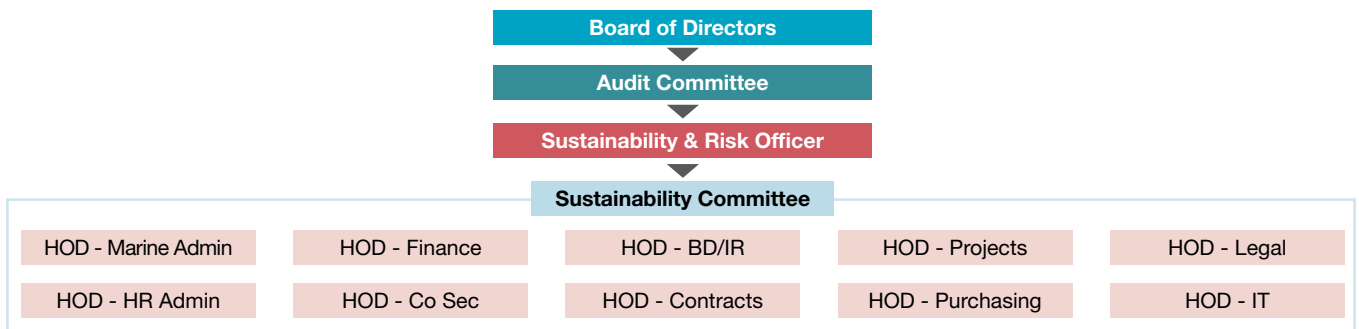 Board of Directors
Audit Committee
Sustainability & Risk Officer
Sustainability Committee
HOD - Marine Admin
HOD - Finance
HOD - BD/IR
HOD - Projects
HOD - Legal
HOD - HR Admin
HOD - Co Sec
HOD - Contracts
HOD - Purchasing
HOD - IT